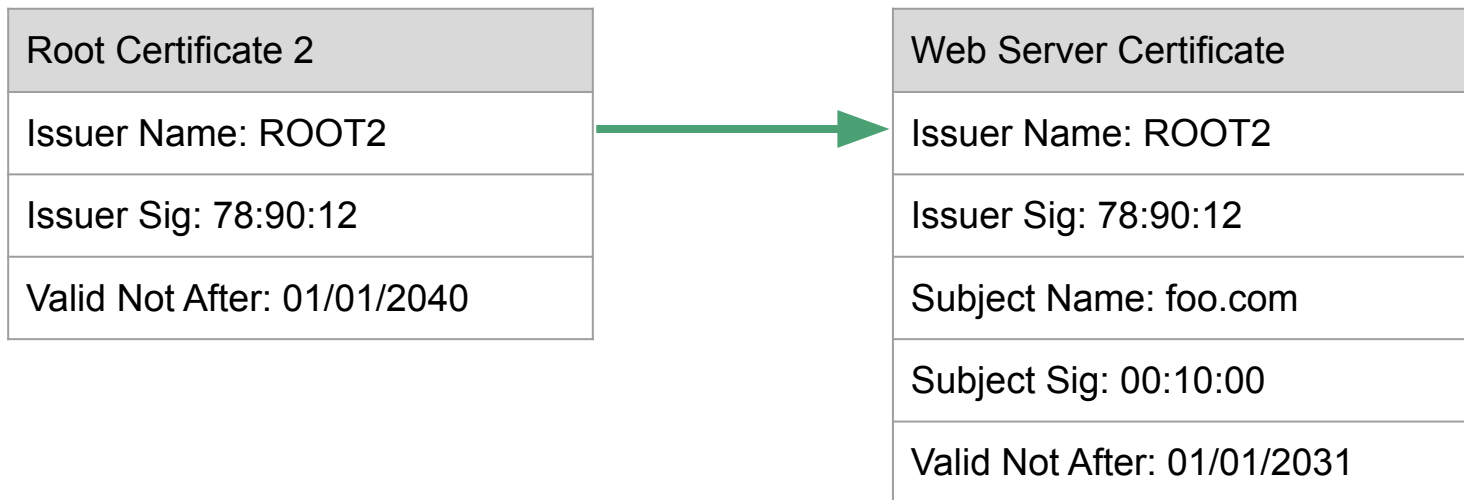 Root Certificate 2
Issuer Name: ROOT2
Issuer Sig: 78:90:12
Valid Not After: 01/01/2040
Web Server Certificate
Issuer Name: ROOT2
Issuer Sig: 78:90:12
Subject Name: foo.com
Subject Sig: 00:10:00
Valid Not After: 01/01/2031